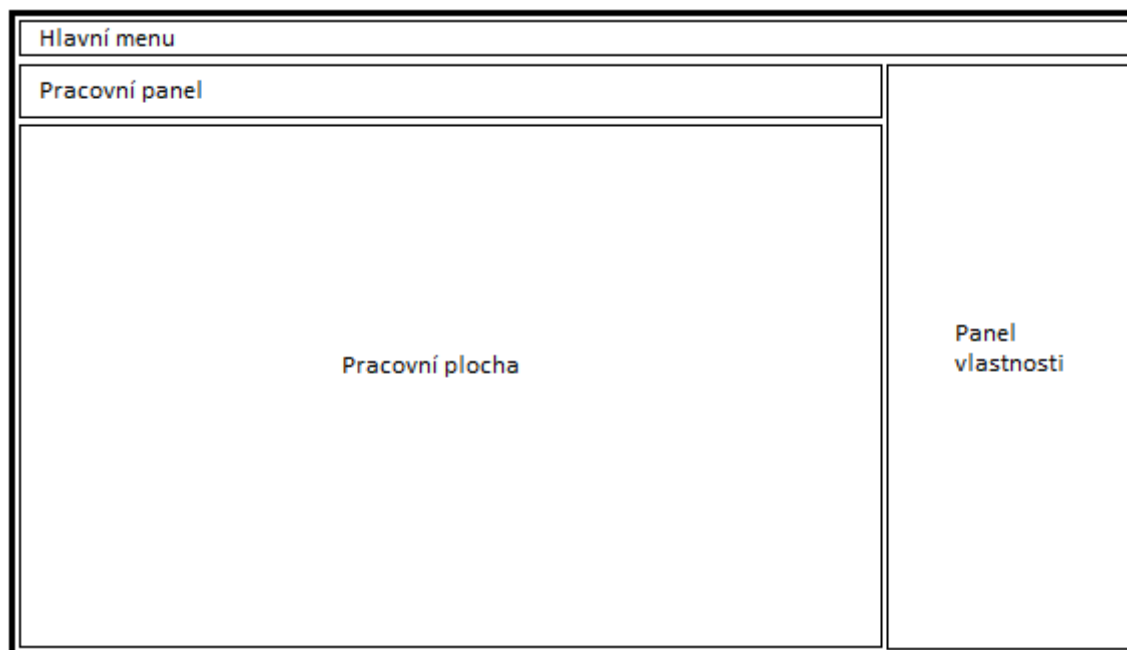 Hlavní menu
Pracovní panel
Pracovní plocha
Panel
vlastnosti